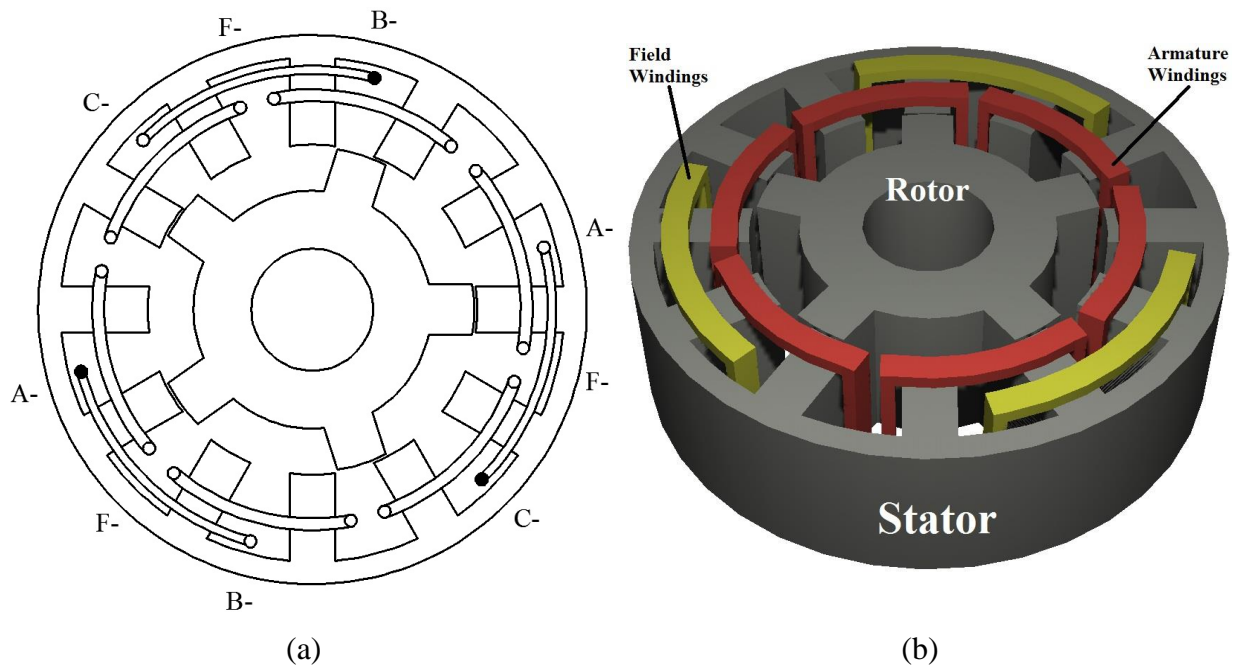 F-
B-
C-
A-
A-
F-
F-
C-
B-
(a)
Field
Windings
Armature
Windings
Rotor
Stator
(b)